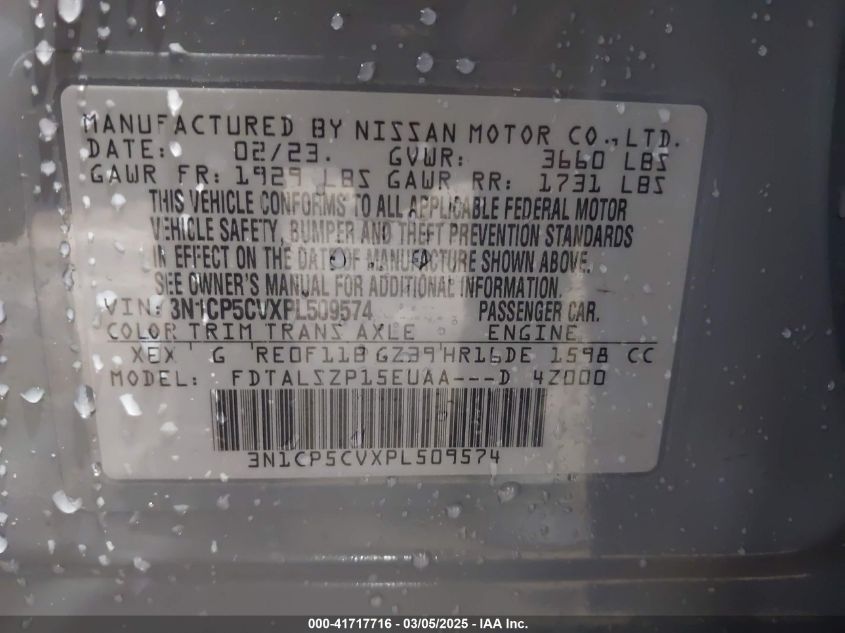 MANUFACTURED BY NISSAN MOTOR CO., LTD.
DATE: 02/23. GVWR: 3660 LBS
GAWR FR: 1929 LBS GAWR RR: 1731 LBS
THIS VEHICLE CONFORMS TO ALL APPLICABLE FEDERAL MOTOR
VEHICLE SAFETY, BUMPER AND THEFT PREVENTION STANDARDS
IN EFFECT ON THE DATE OF MANUFACTURE SHOWN ABOVE.
SEE OWNER'S MANUAL FOR ADDITIONAL INFORMATION.
VIN: 3N1CP5CVXPL509574 PASSENGER CAR.
COLOR TRIM TRANS AXLE ENGINE
XEX G RE0F11B GZ39 HR16DE 1598 CC
MODEL: FDTALSZP15EUAA---D 4Z000
3N1CP5CVXPL509574
000-41717716 - 03/05/2025 - IAA Inc.